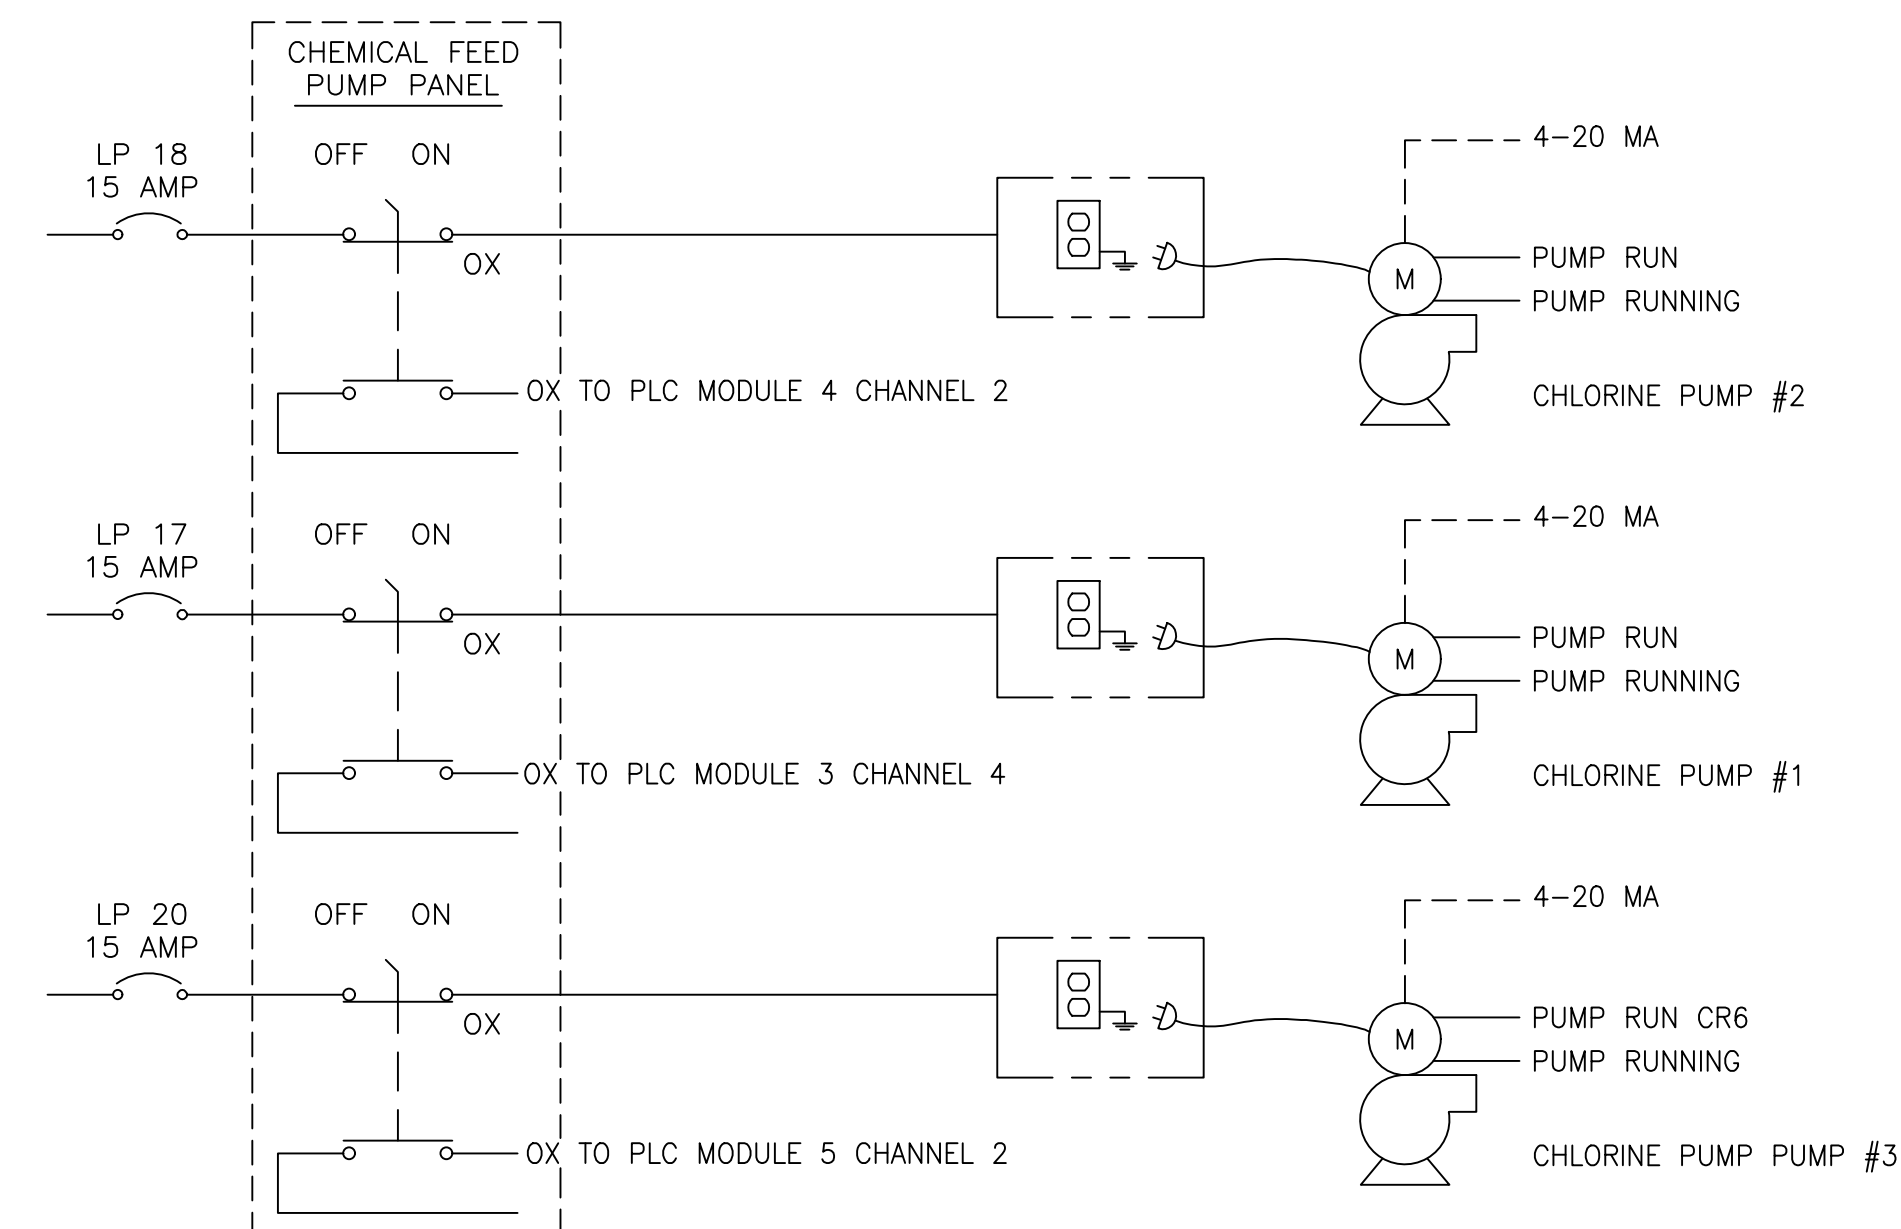 CHEMICAL FEED
PUMP PANEL
LP 18
15 AMP
OFF ON
OX
4-20 MA
M
PUMP RUN
PUMP RUNNING
OX TO PLC MODULE 4 CHANNEL 2
CHLORINE PUMP #2
LP 17
15 AMP
OFF ON
OX
4-20 MA
M
PUMP RUN
PUMP RUNNING
OX TO PLC MODULE 3 CHANNEL 4
CHLORINE PUMP #1
LP 20
15 AMP
OFF ON
OX
4-20 MA
M
PUMP RUN CR6
PUMP RUNNING
OX TO PLC MODULE 5 CHANNEL 2
CHLORINE PUMP PUMP #3